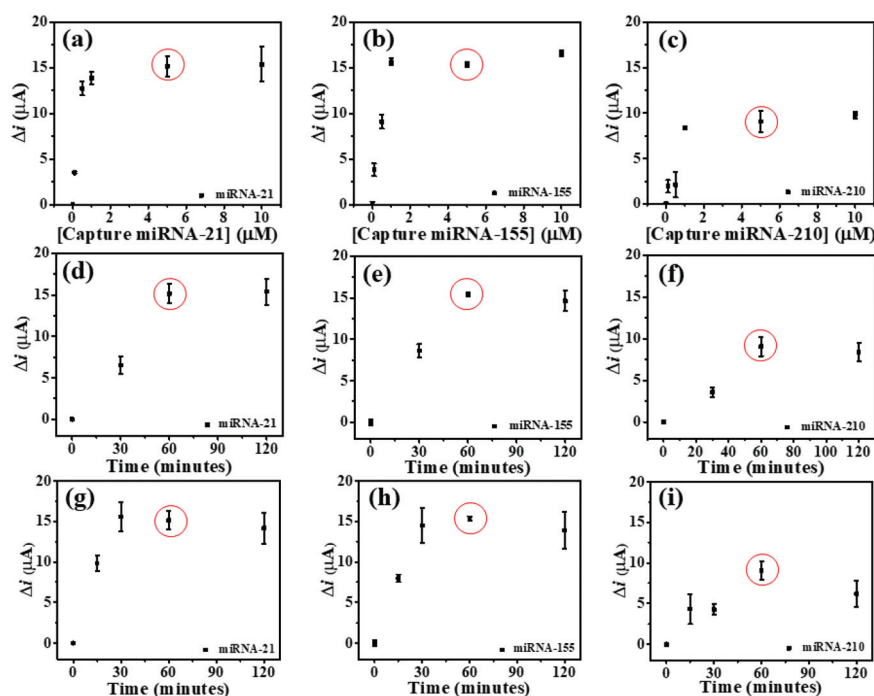 (a)
Δi (μA)
20
15
10
5
0
miRNA-21
0 2 4 6 8 10
[Capture miRNA-21] (μM)
(b)
Δi (μA)
20
15
10
5
0
miRNA-155
0 2 4 6 8 10
[Capture miRNA-155] (μM)
(c)
Δi (μA)
20
15
10
5
0
miRNA-210
0 2 4 6 8 10
[Capture miRNA-210] (μM)
(d)
Δi (μA)
20
15
10
5
0
miRNA-21
0 30 60 90 120
Time (minutes)
(e)
Δi (μA)
20
15
10
5
0
miRNA-155
0 30 60 90 120
Time (minutes)
(f)
Δi (μA)
20
15
10
5
0
miRNA-210
0 20 40 60 80 100 120
Time (minutes)
(g)
Δi (μA)
20
15
10
5
0
miRNA-21
0 30 60 90 120
Time (minutes)
(h)
Δi (μA)
20
15
10
5
0
miRNA-155
0 30 60 90 120
Time (minutes)
(i)
Δi (μA)
20
15
10
5
0
miRNA-210
0 30 60 90 120
Time (minutes)